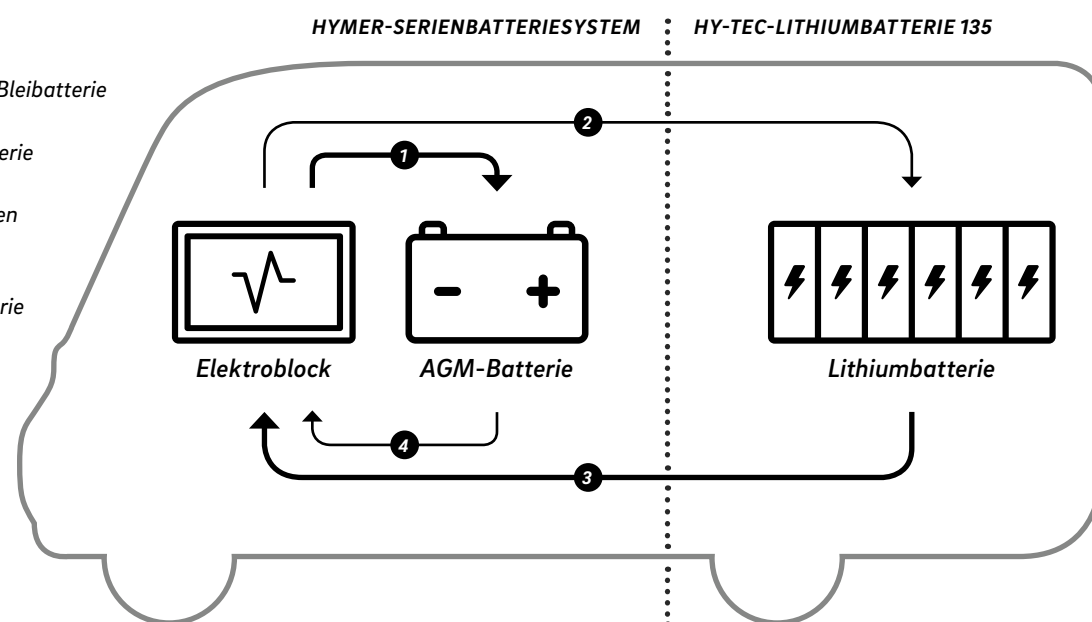 HYMER-SERIENBATTERIESYSTEM
HY-TEC-LITHIUMBATTERIE 135
Bleibatterie
erie
en
rie
2
1
- +
Elektroblock
AGM-Batterie
Lithiumbatterie
4
3